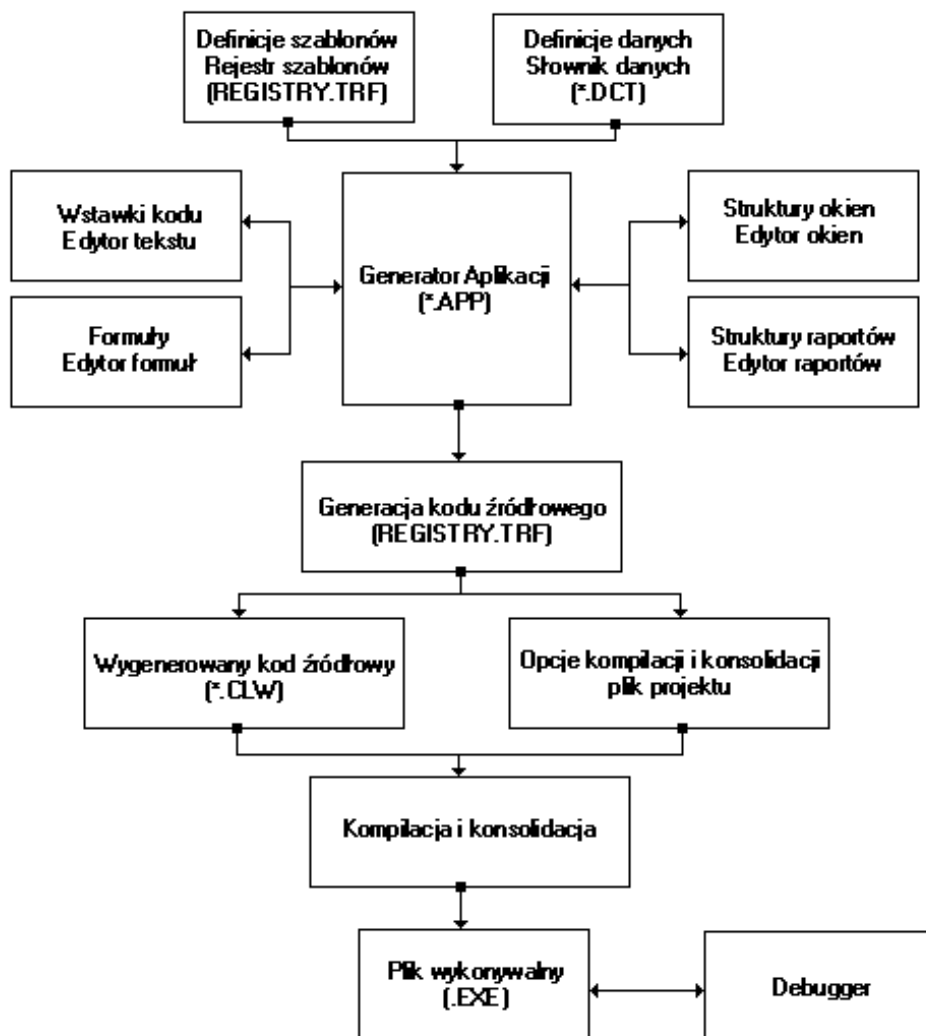 Definicje szablonów
Rejestr szablonów
(REGISTRY.TRF)
Definicje danych
Słownik danych
(*.DCT)
Wstawki kodu
Edytor tekstu
Generator Aplikacji
(*.APP)
Struktury okien
Edytor okien
Formuły
Edytor formuł
Struktury raportów
Edytor raportów
Generacja kodu źródłowego
(REGISTRY.TRF)
Wygenerowany kod źródłowy
(*.CLW)
Opcje kompilacji i konsolidacji
plik projektu
Kompilacja i konsolidacja
Plik wykonywalny
(.EXE)
Debugger